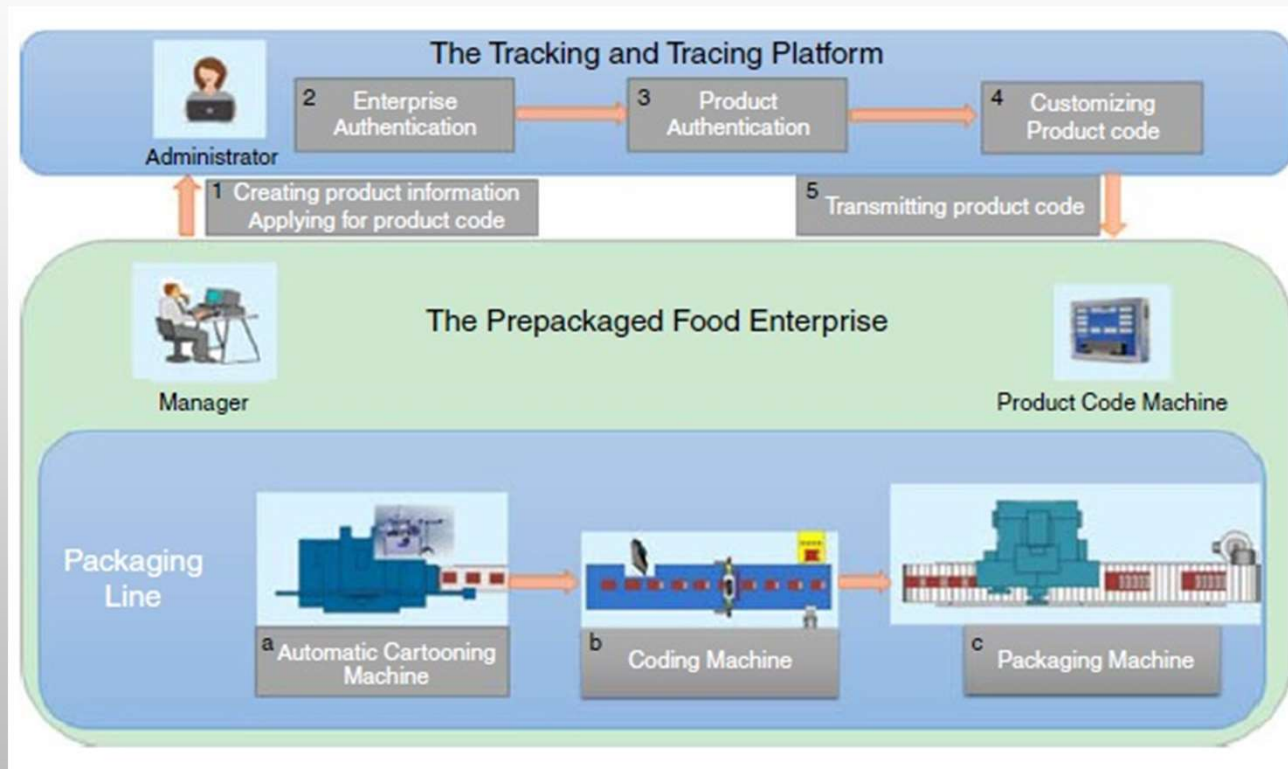 The Tracking and Tracing Platform
Administrator
2 Enterprise
Authentication
3 Product
Authentication
4 Customizing
Product code
1 Creating product information
Applying for product code
5 Transmitting product code
The Prepackaged Food Enterprise
Manager
Product Code Machine
Packaging
Line
a Automatic Cartooning
Machine
b Coding Machine
c Packaging Machine